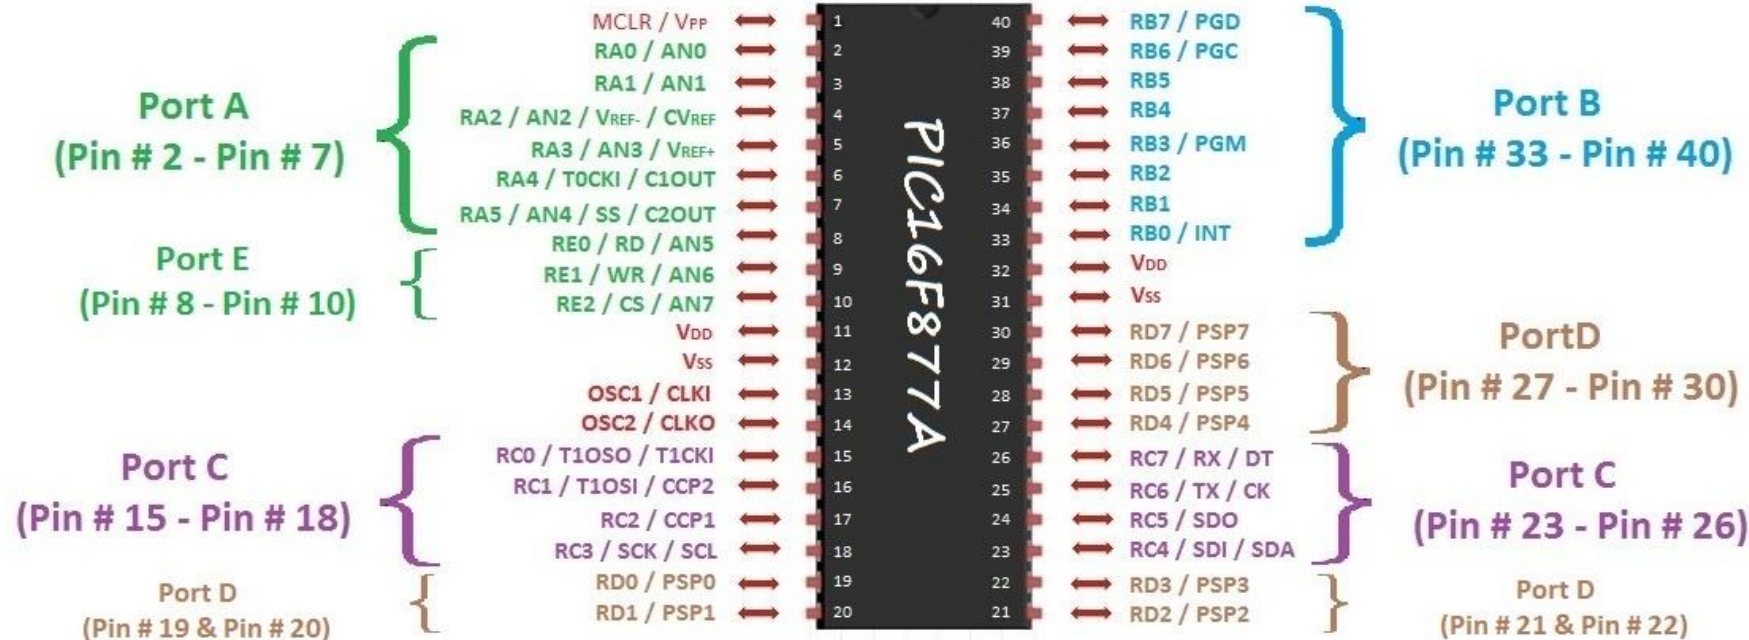 MCLR / VPP 1 40 RB7 / PGD
RA0 / AN0 2 39 RB6 / PGC
RA1 / AN1 3 38 RB5
RA2 / AN2 / VREF- / CVREF 4 37 RB4
RA3 / AN3 / VREF+ 5 36 RB3 / PGM
RA4 / T0CKI / C1OUT 6 35 RB2
RA5 / AN4 / SS / C2OUT 7 34 RB1
RE0 / RD / AN5 8 33 RB0 / INT
RE1 / WR / AN6 9 32 VDD
RE2 / CS / AN7 10 31 VSS
VDD 11 30 RD7 / PSP7
VSS 12 29 RD6 / PSP6
OSC1 / CLKI 13 28 RD5 / PSP5
OSC2 / CLKO 14 27 RD4 / PSP4
RC0 / T1OSO / T1CKI 15 26 RC7 / RX / DT
RC1 / T1OSI / CCP2 16 25 RC6 / TX / CK
RC2 / CCP1 17 24 RC5 / SDO
RC3 / SCK / SCL 18 23 RC4 / SDI / SDA
RD0 / PSP0 19 22 RD3 / PSP3
RD1 / PSP1 20 21 RD2 / PSP2
PIC16F877A
Port A
(Pin # 2 - Pin # 7)
Port E
(Pin # 8 - Pin # 10)
Port C
(Pin # 15 - Pin # 18)
Port D
(Pin # 19 & Pin # 20)
Port B
(Pin # 33 - Pin # 40)
PortD
(Pin # 27 - Pin # 30)
Port C
(Pin # 23 - Pin # 26)
Port D
(Pin # 21 & Pin # 22)